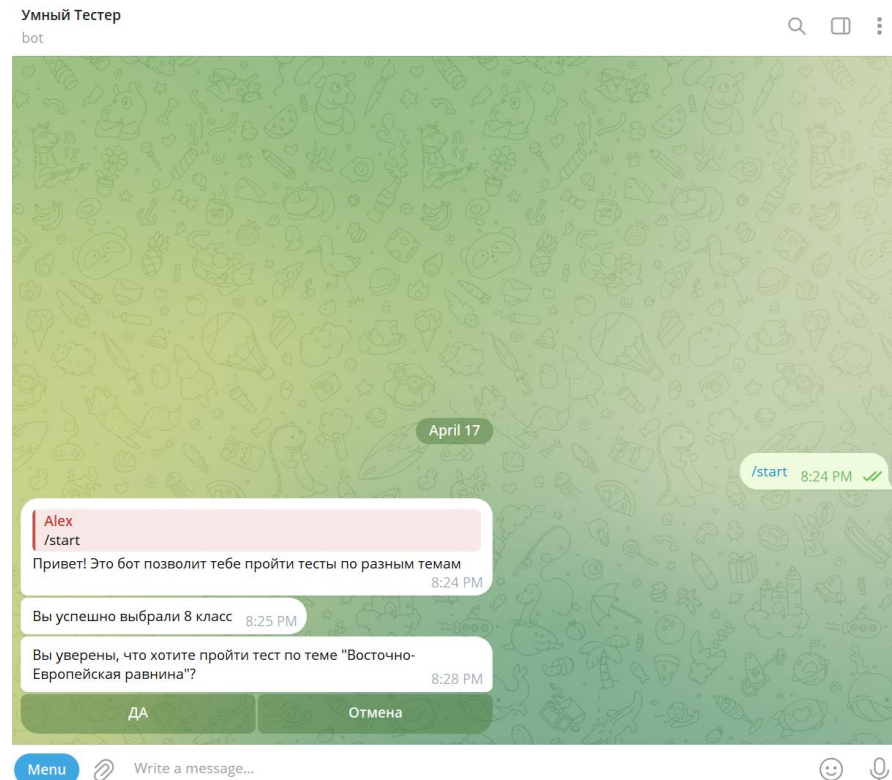 Умный Тестер
bot
April 17
/start 8:24 PM
Alex
/start
Привет! Это бот позволит тебе пройти тесты по разным темам
8:24 PM
Вы успешно выбрали 8 класс 8:25 PM
Вы уверены, что хотите пройти тест по теме "Восточно-
Европейская равнина"?
8:28 PM
ДА Отмена
Menu Write a message...